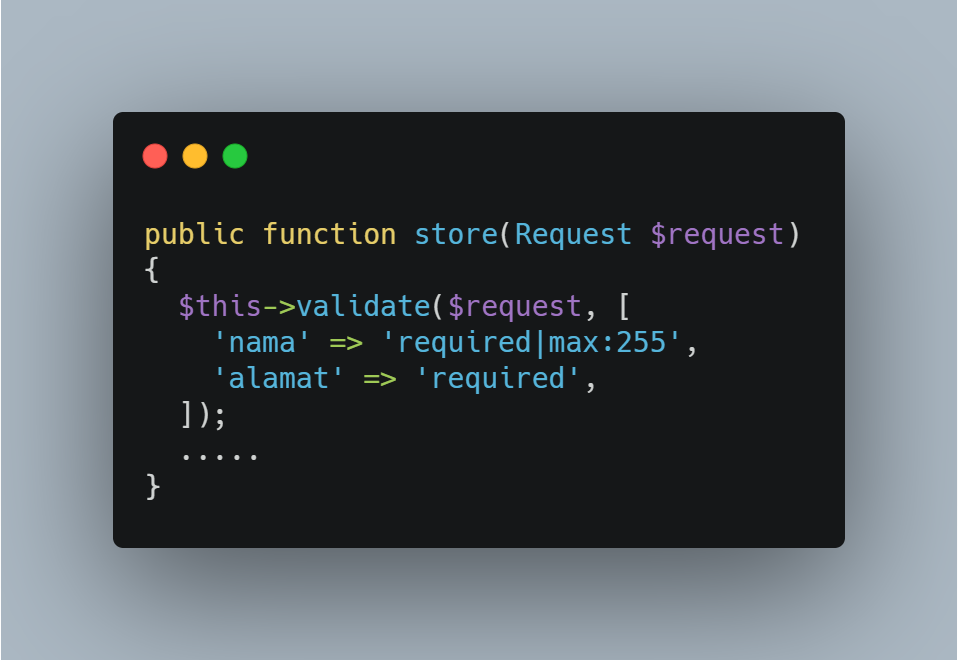 public function store(Request $request)
{
  $this->validate($request, [
    'nama' => 'required|max:255',
    'alamat' => 'required',
  ]);
  .....
}